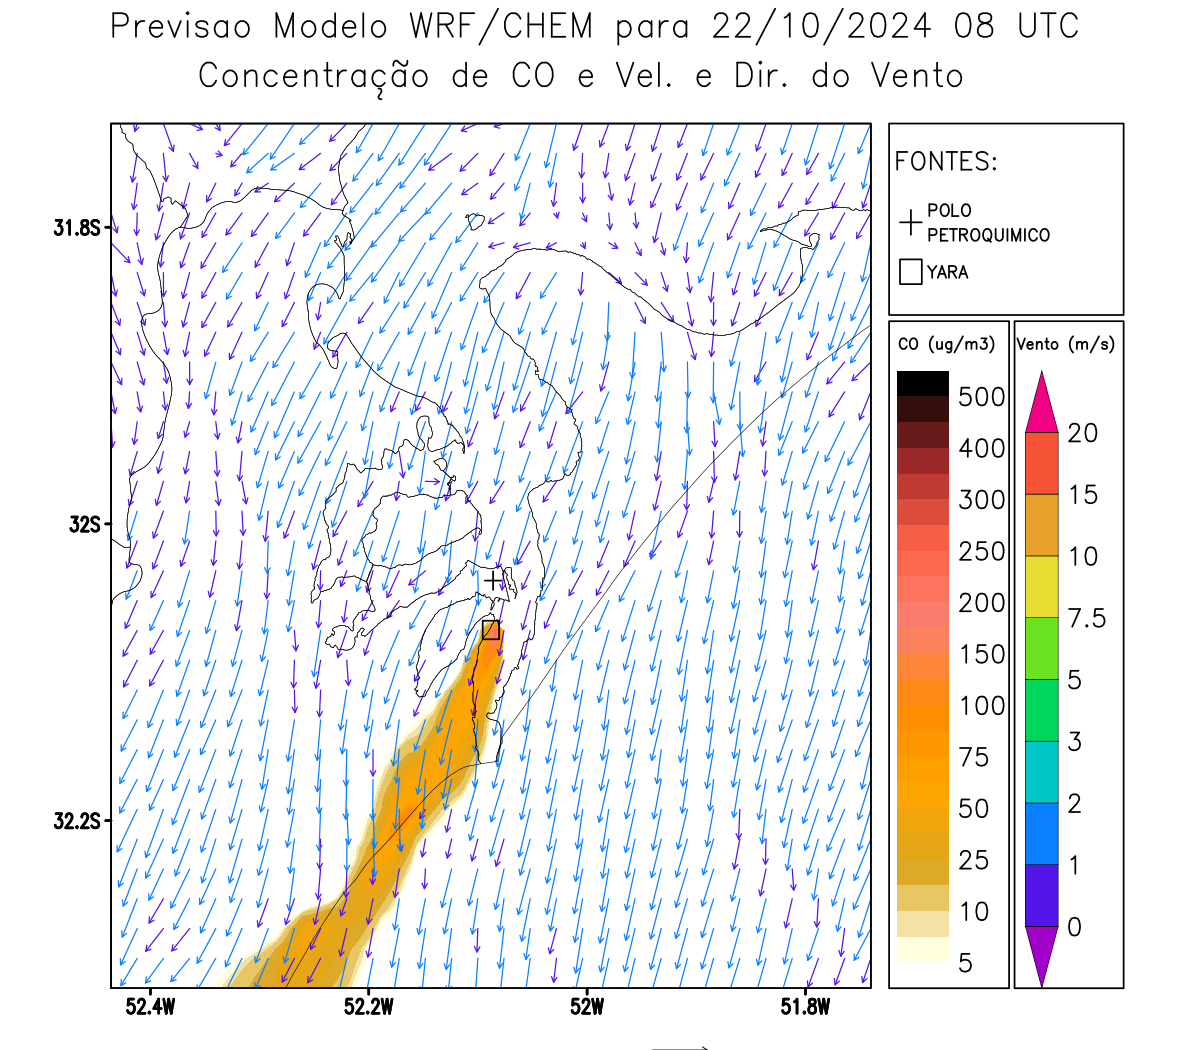 Previsao Modelo WRF/CHEM para 22/10/2024 08 UTC
Concentração de CO e Vel. e Dir. do Vento
FONTES:
POLO
PETROQUIMICO
YARA
CO (ug/m3)
500
400
300
250
200
150
100
75
50
25
10
5
Vento (m/s)
20
15
10
7.5
5
3
2
1
0
31.8S
32S
32.2S
52.4W
52.2W
52W
51.8W